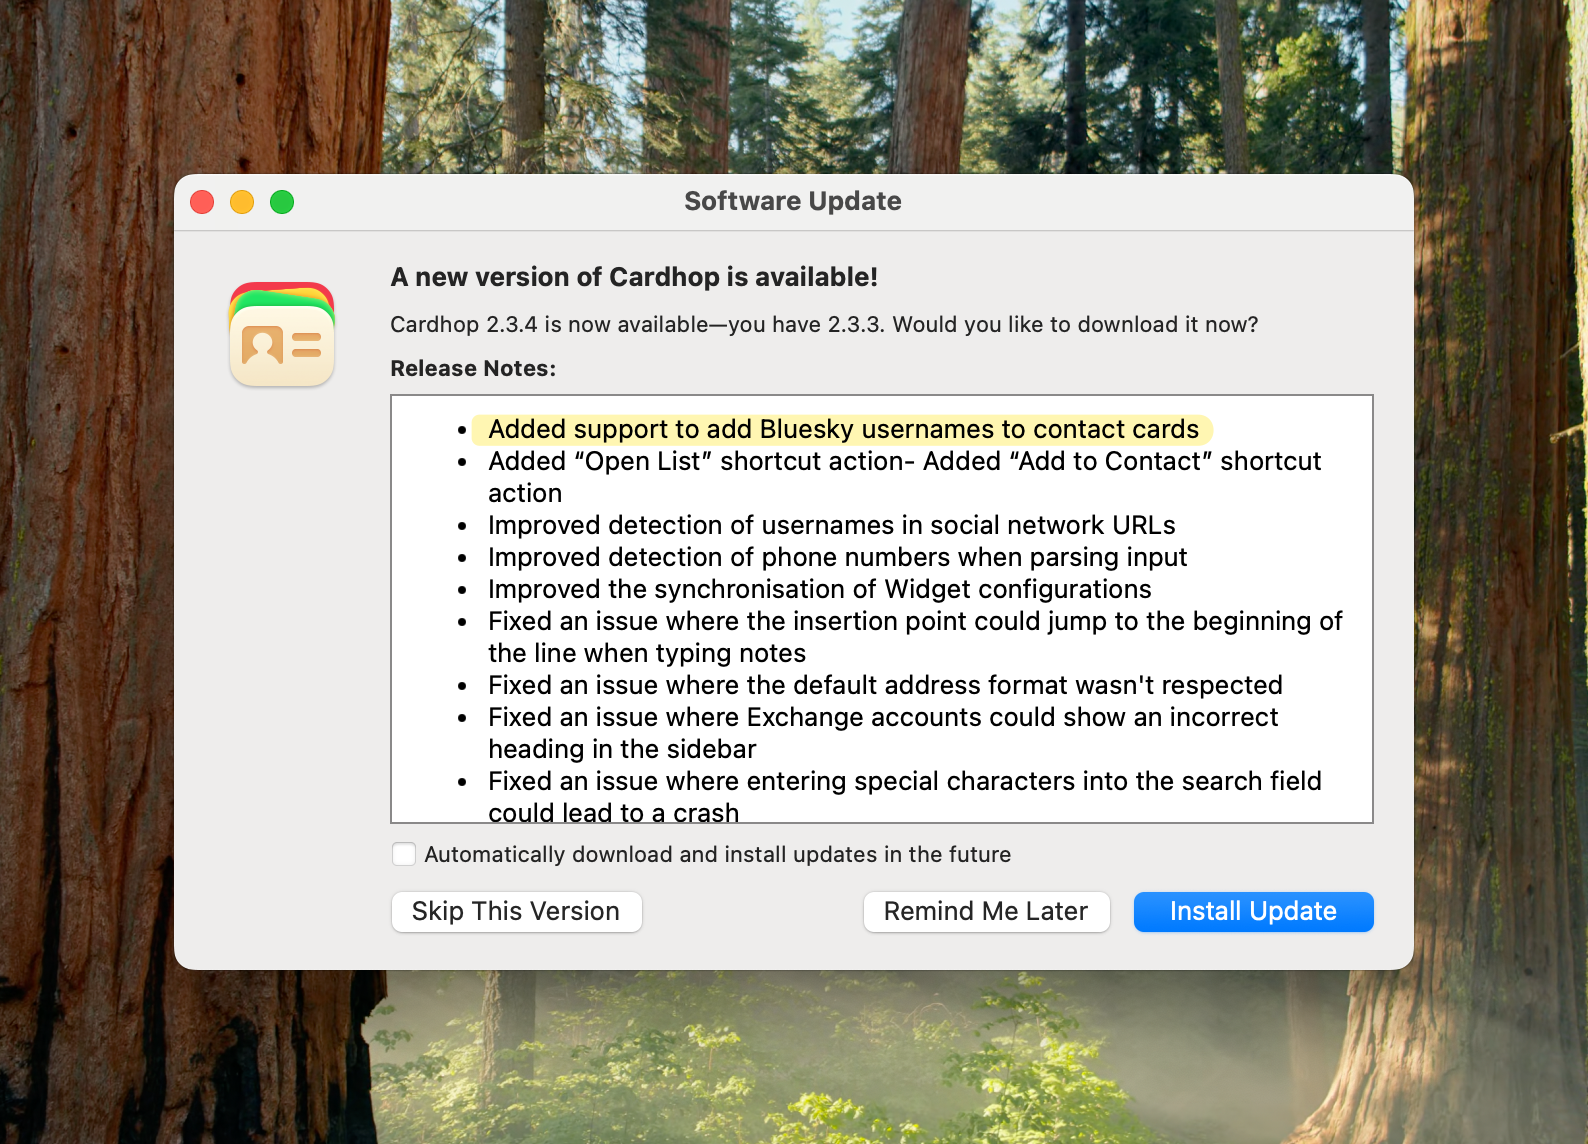 Software Update
A new version of Cardhop is available!
Cardhop 2.3.4 is now available—you have 2.3.3. Would you like to download it now?
Release Notes:
• Added support to add Bluesky usernames to contact cards
• Added “Open List” shortcut action- Added “Add to Contact” shortcut
action
• Improved detection of usernames in social network URLs
• Improved detection of phone numbers when parsing input
• Improved the synchronisation of Widget configurations
• Fixed an issue where the insertion point could jump to the beginning of
the line when typing notes
• Fixed an issue where the default address format wasn't respected
• Fixed an issue where Exchange accounts could show an incorrect
heading in the sidebar
• Fixed an issue where entering special characters into the search field
could lead to a crash
Automatically download and install updates in the future
Skip This Version
Remind Me Later
Install Update